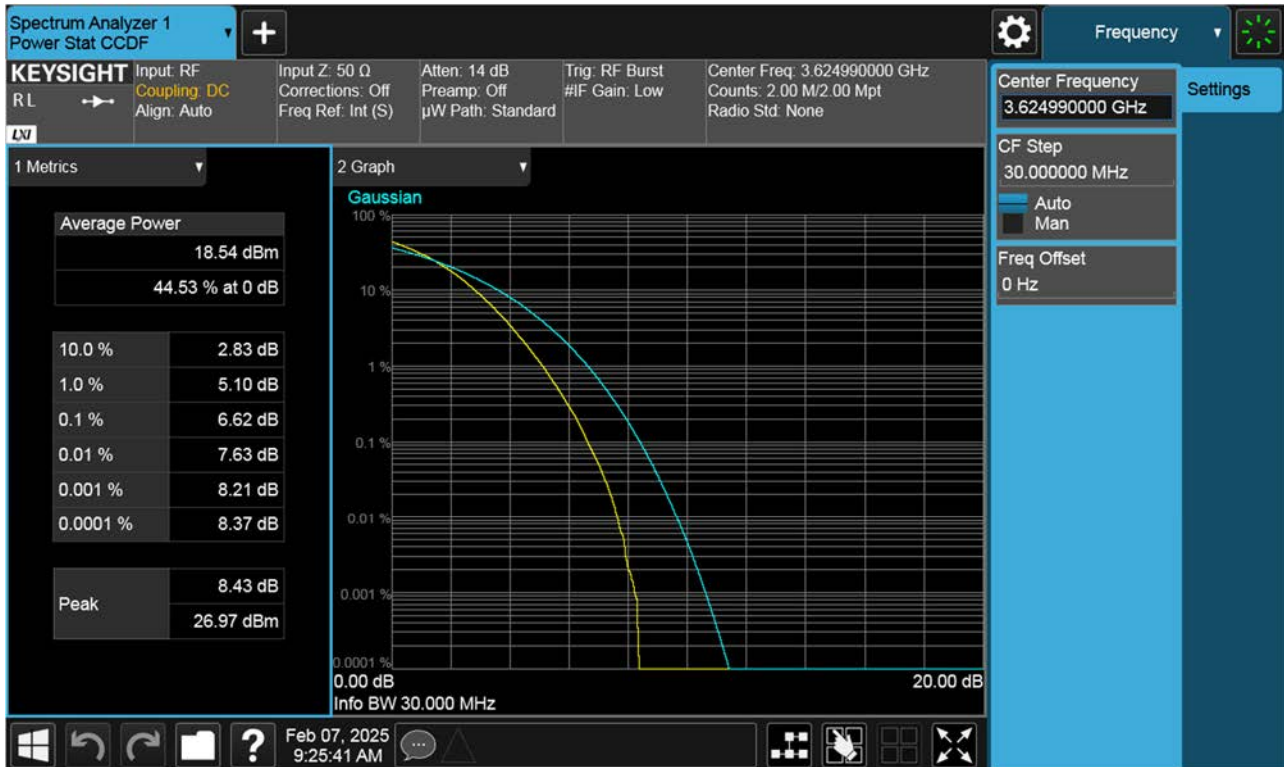 Spectrum Analyzer 1
Power Stat CCDF
+
Frequency
KEYSIGHT
RL
LXI
Input: RF
Coupling: DC
Align: Auto
Input Z: 50 Ω
Corrections: Off
Freq Ref: Int (S)
Atten: 14 dB
Preamp: Off
µW Path: Standard
Trig: RF Burst
#IF Gain: Low
Center Freq: 3.624990000 GHz
Counts: 2.00 M/2.00 Mpt
Radio Std: None
Center Frequency
3.624990000 GHz
Settings
CF Step
30.000000 MHz
Auto
Man
Freq Offset
0 Hz
1 Metrics
Average Power
18.54 dBm
44.53 % at 0 dB
10.0 % 2.83 dB
1.0 % 5.10 dB
0.1 % 6.62 dB
0.01 % 7.63 dB
0.001 % 8.21 dB
0.0001 % 8.37 dB
Peak
8.43 dB
26.97 dBm
2 Graph
Gaussian
100 %
10 %
1 %
0.1 %
0.01 %
0.001 %
0.0001 %
0.00 dB 20.00 dB
Info BW 30.000 MHz
?
Feb 07, 2025
9:25:41 AM